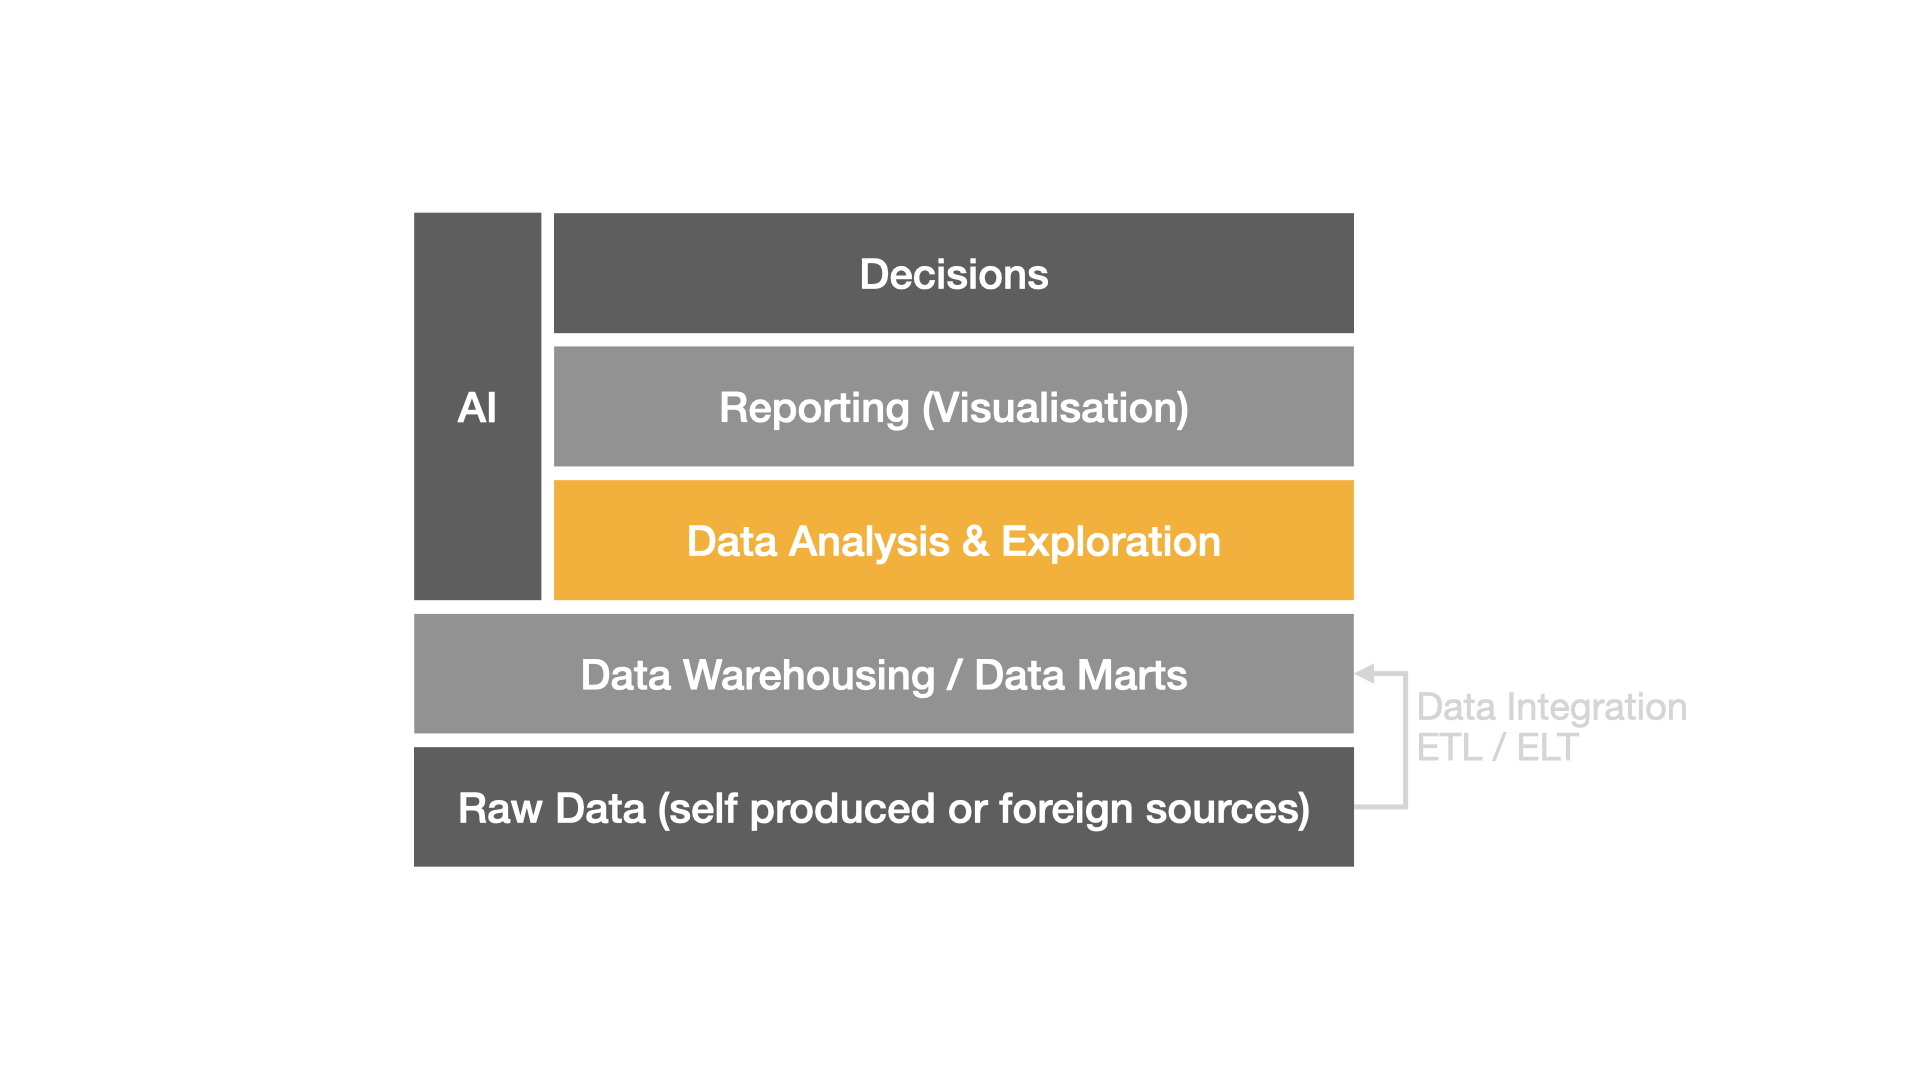 Decisions
AI
Reporting (Visualisation)
Data Analysis & Exploration
Data Warehousing / Data Marts
Data Integration
ETL / ELT
Raw Data (self produced or foreign sources)